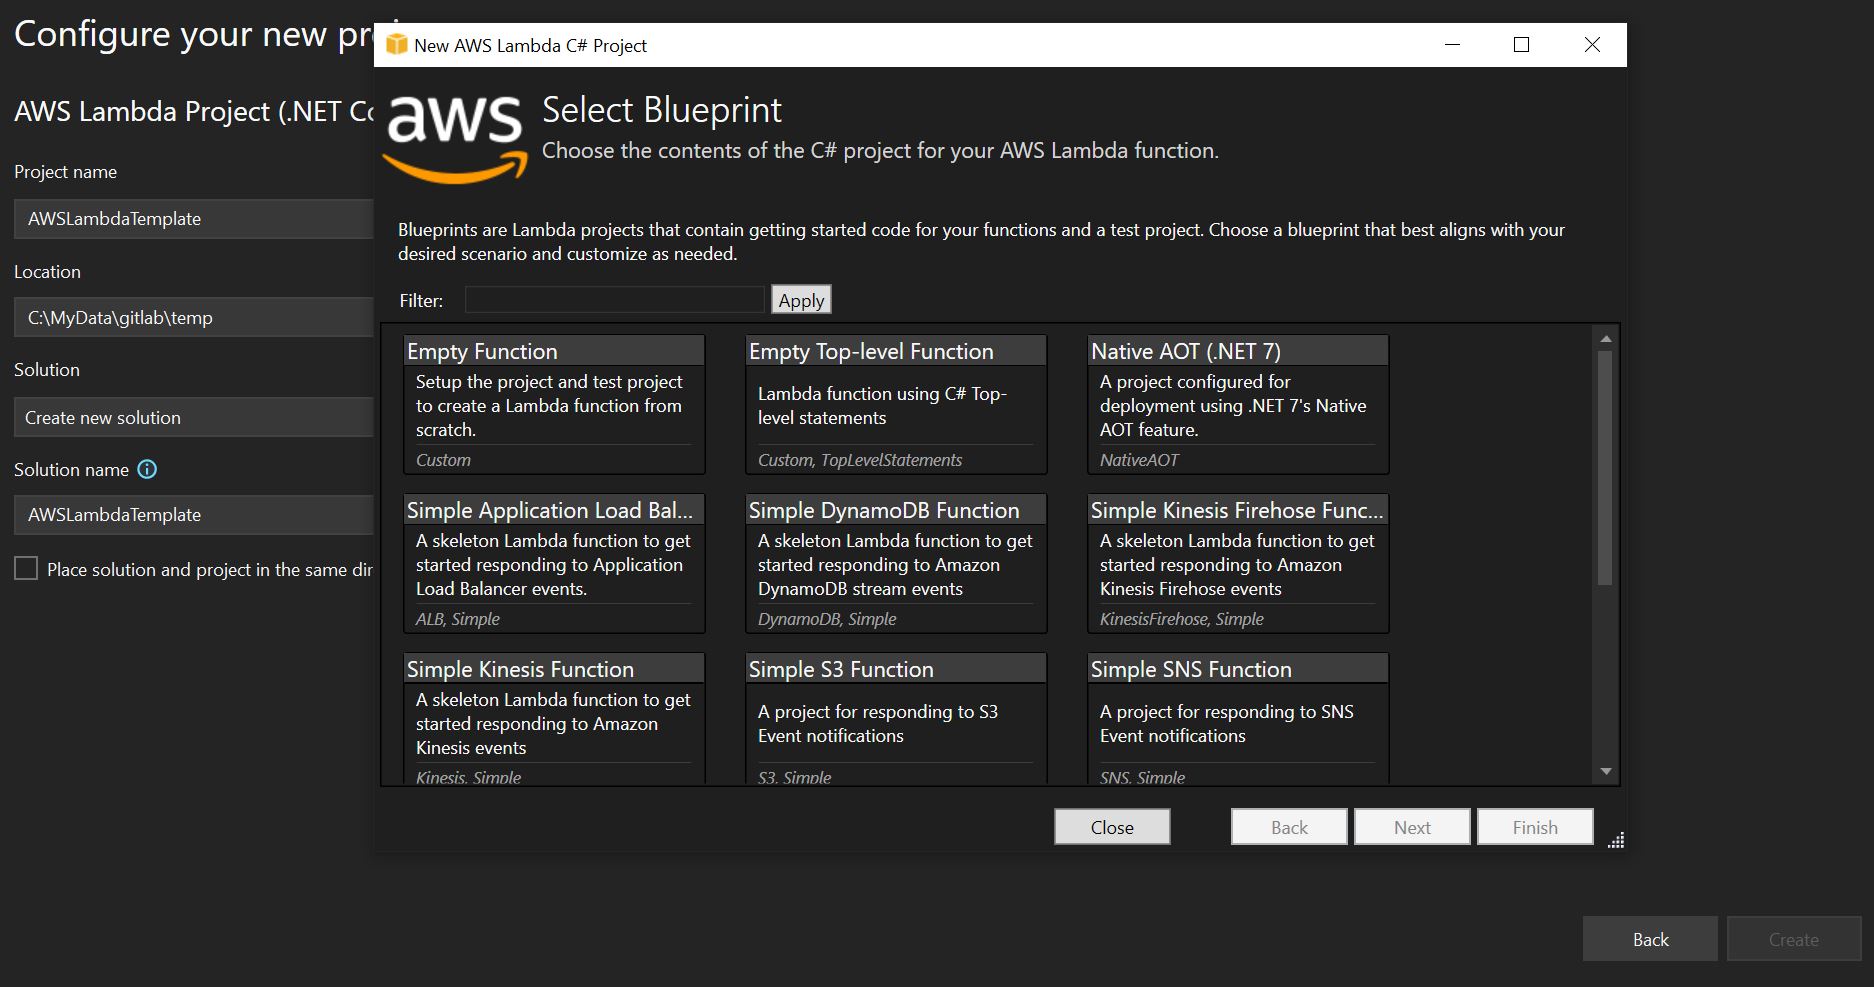 Configure your new pro
AWS Lambda Project (.NET Co
Project name
AWSLambdaTemplate
Location
C:\MyData\gitlab\temp
Solution
Create new solution
Solution name
AWSLambdaTemplate
Place solution and project in the same dir
New AWS Lambda C# Project
aws
Select Blueprint
Choose the contents of the C# project for your AWS Lambda function.
Blueprints are Lambda projects that contain getting started code for your functions and a test project. Choose a blueprint that best aligns with your
desired scenario and customize as needed.
Filter:
Apply
Empty Function
Setup the project and test project
to create a Lambda function from
scratch.
Custom
Empty Top-level Function
Lambda function using C# Top-
level statements
Custom, TopLevelStatements
Native AOT (.NET 7)
A project configured for
deployment using .NET 7's Native
AOT feature.
NativeAOT
Simple Application Load Bal...
A skeleton Lambda function to get
started responding to Application
Load Balancer events.
ALB, Simple
Simple DynamoDB Function
A skeleton Lambda function to get
started responding to Amazon
DynamoDB stream events
DynamoDB, Simple
Simple Kinesis Firehose Func...
A skeleton Lambda function to get
started responding to Amazon
Kinesis Firehose events
KinesisFirehose, Simple
Simple Kinesis Function
A skeleton Lambda function to get
started responding to Amazon
Kinesis events
Kinesis, Simple
Simple S3 Function
A project for responding to S3
Event notifications
S3, Simple
Simple SNS Function
A project for responding to SNS
Event notifications
SNS, Simple
Close
Back
Next
Finish
Back
Create